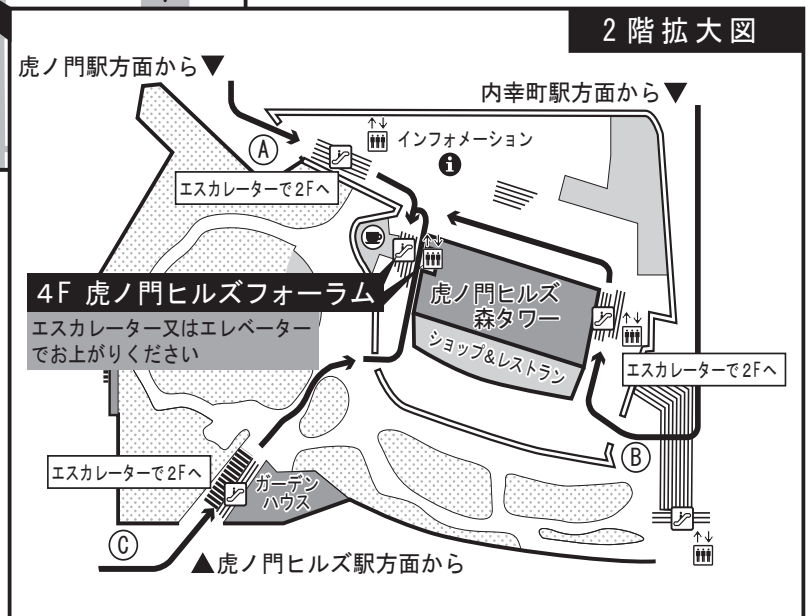 2階拡大図
虎ノ門駅方面から▼
内幸町駅方面から▼
Ⓐ
インフォメーション
エスカレーターで2Fへ
4F 虎ノ門ヒルズフォーラム
エスカレーター又はエレベーター
でお上がりください
虎ノ門ヒルズ
森タワー
ショップ&レストラン
エスカレーターで2Fへ
Ⓑ
エスカレーターで2Fへ
ガーデン
ハウス
Ⓒ
▲虎ノ門ヒルズ駅方面から